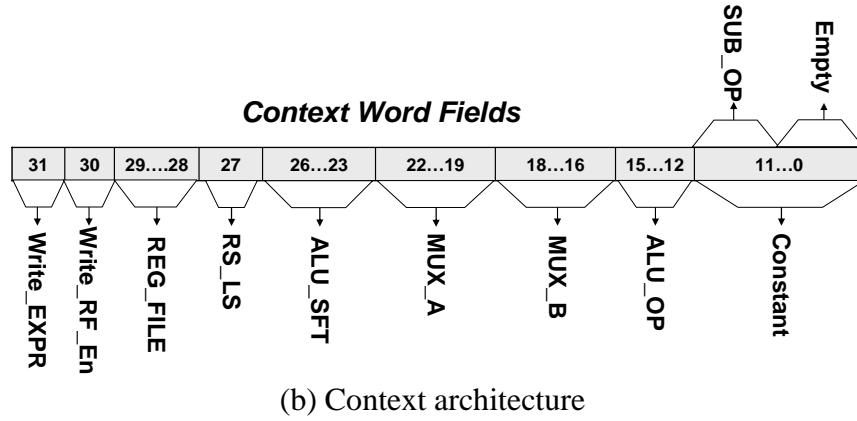 SUB_OP
Empty
Context Word Fields
31
30
29....28
27
26...23
22...19
18...16
15...12
11...0
Write_EXPR
Write_RF_En
REG_FILE
RS_LS
ALU_SFT
MUX_A
MUX_B
ALU_OP
Constant
(b) Context architecture